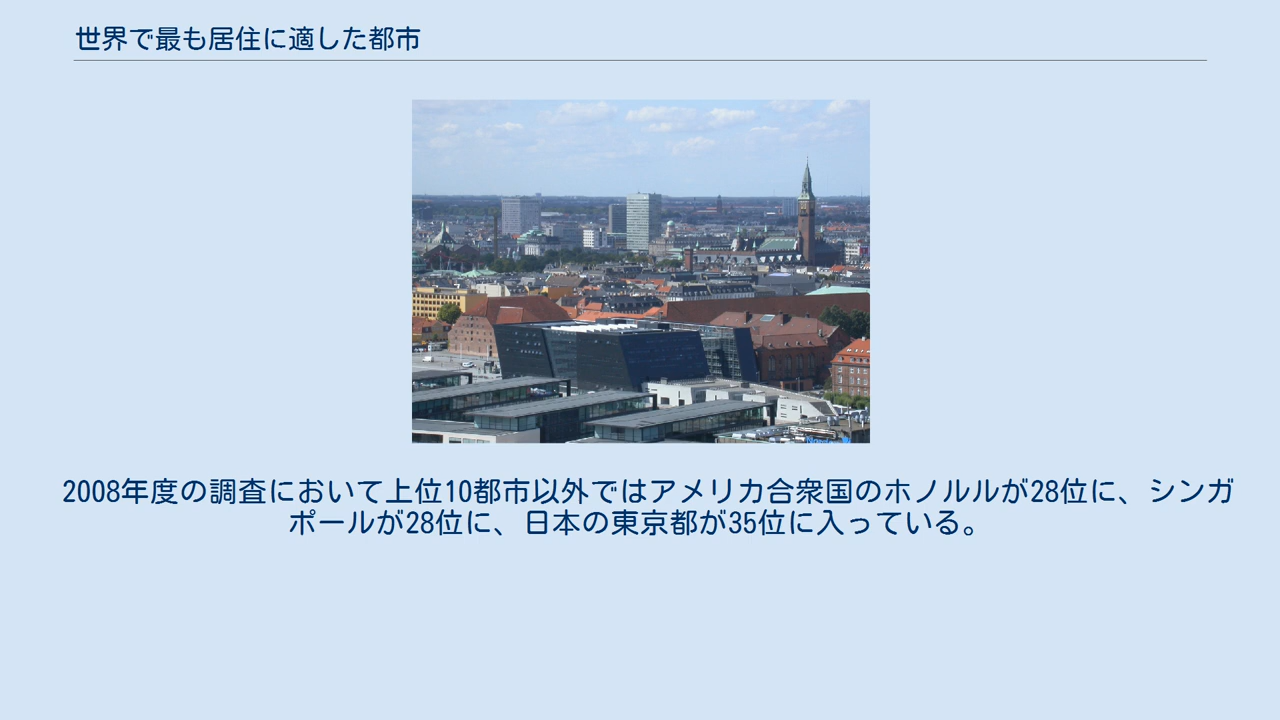 世界で最も居住に適した都市
2008年度の調査において上位10都市以外ではアメリカ合衆国のホノルルが28位に、シンガ
ポールが28位に、日本の東京都が35位に入っている。